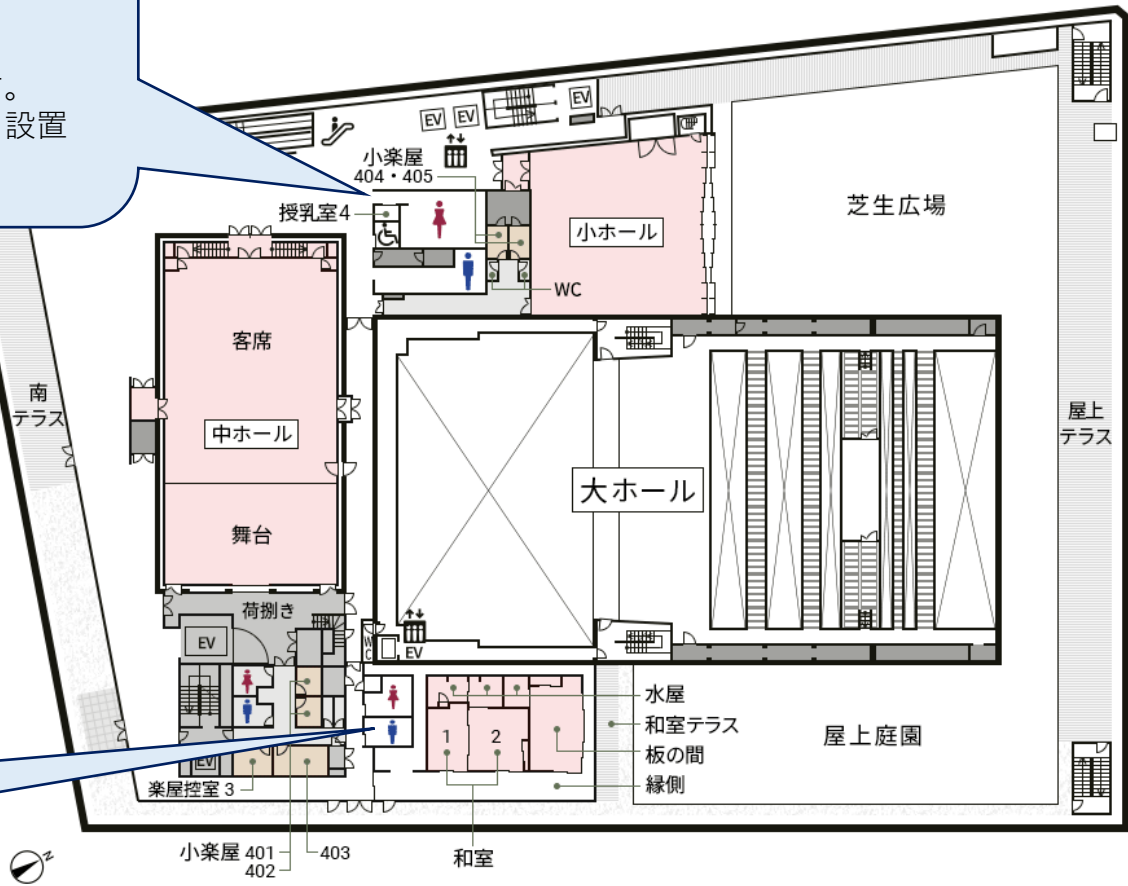 。
設置
EV
EV
EV
小楽屋
404・405
授乳室4
小ホール
芝生広場
WC
客席
南
テラス
中ホール
屋上
テラス
大ホール
舞台
荷捌き
EV
WC
EV
水屋
和室テラス
1
2
板の間
屋上庭園
縁側
EV
楽屋控室 3
小楽屋 401
402
403
和室
N